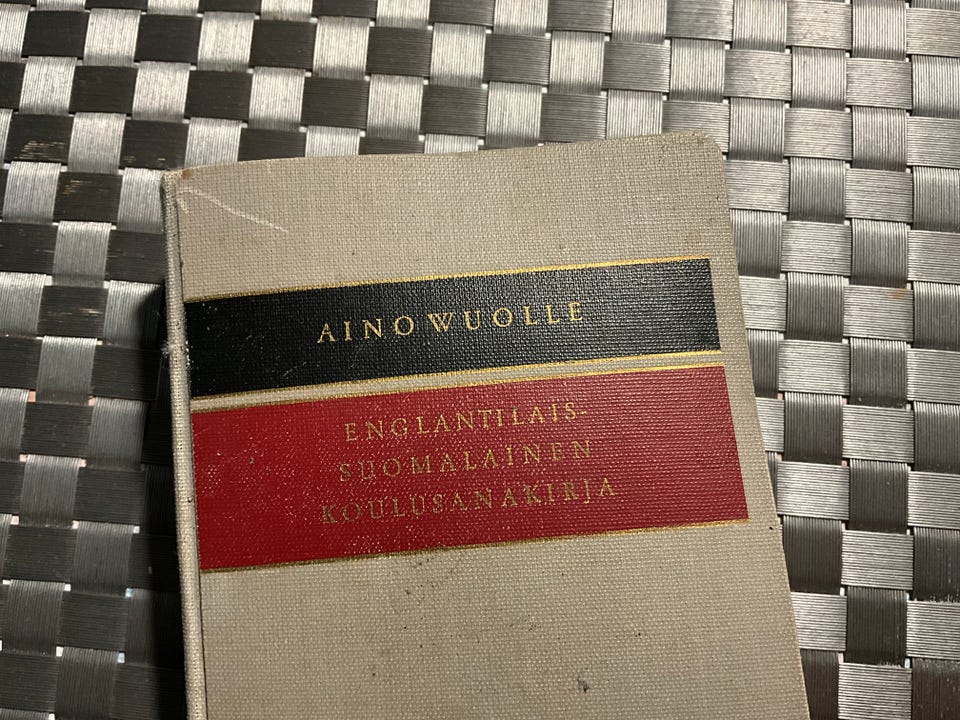 AINO WUOLLE
ENGLANTILAIS-
SUOMALAINEN
KOULUSANAKIRJA